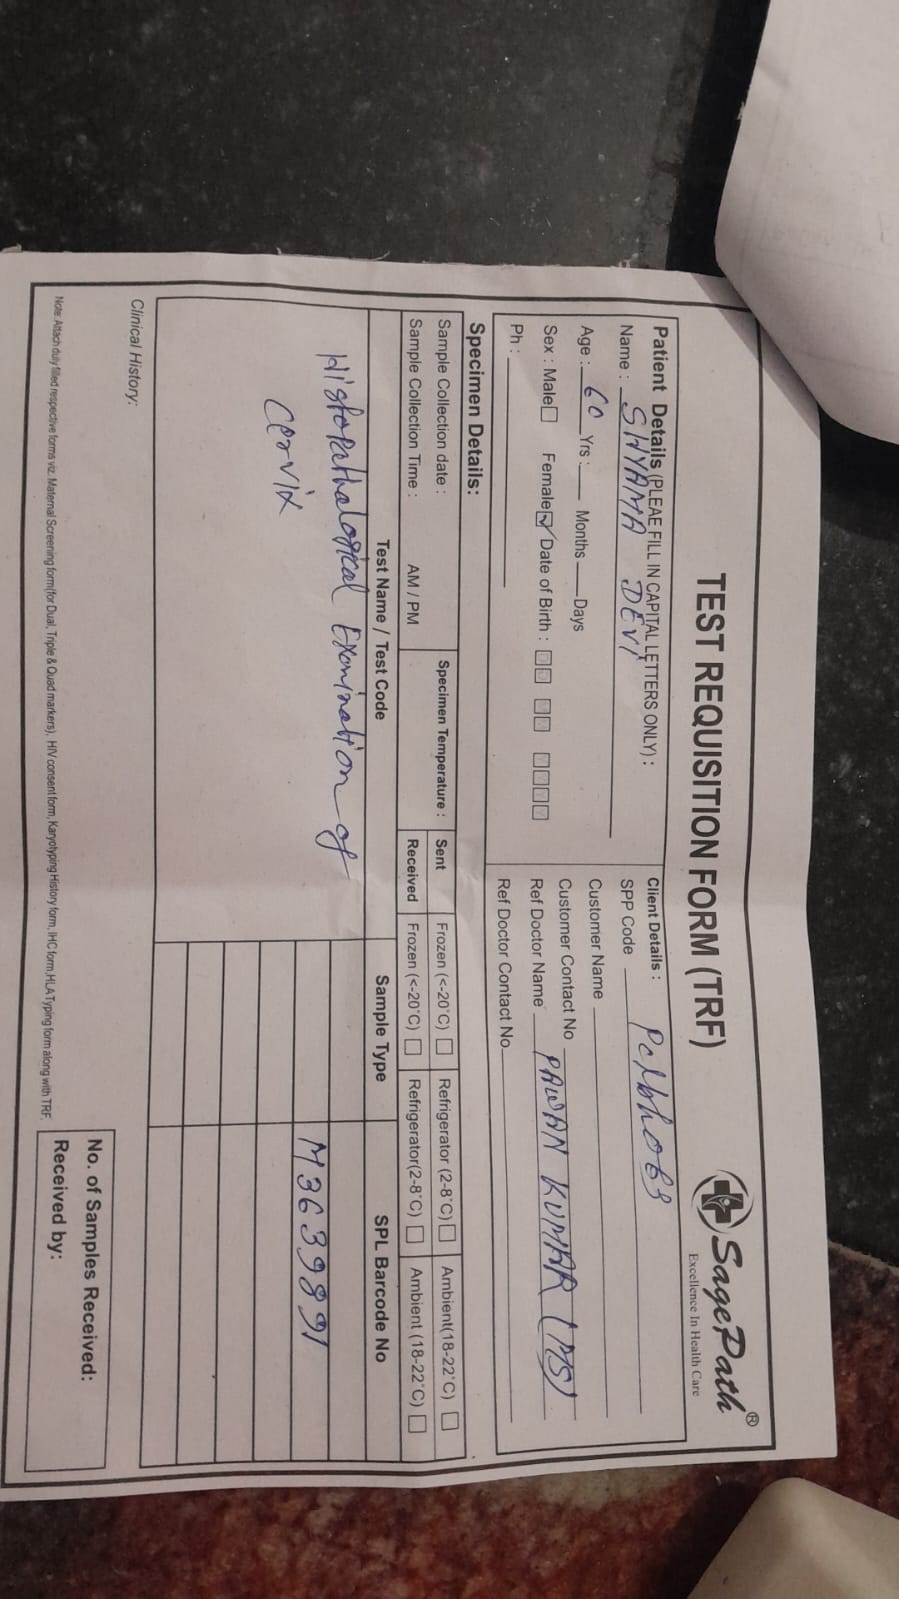 TEST REQUISITION FORM (TRF)
SagePath®
Excellence In Health Care
Patient Details (PLEAE FILL IN CAPITAL LETTERS ONLY) :
Name : SHYAMA DEVI
Age : 60 Yrs : Months Days
Sex : Male Female Date of Birth :
Ph :
Client Details :
SPP Code
Customer Name
Customer Contact No
Ref Doctor Name PAWAN KUMAR (MS)
Ref Doctor Contact No
Specimen Details:
Sample Collection date : Specimen Temperature : Sent Frozen (<-20°C) Refrigerator (2-8°C) Ambient(18-22°C)
Sample Collection Time : AM / PM Received Frozen (<-20°C) Refrigerator(2-8°C) Ambient (18-22°C)
Test Name / Test Code Sample Type SPL Barcode No
Histopathalogical Examination of
Cervix
M3639891
Clinical History:
No. of Samples Received:
Received by:
Note: Attach duly filled respective forms viz. Maternal Screening form(for Dual, Triple & Quad markers), HIV consent form, Karyotyping History form, IHC form,HLA Typing form along with TRF.